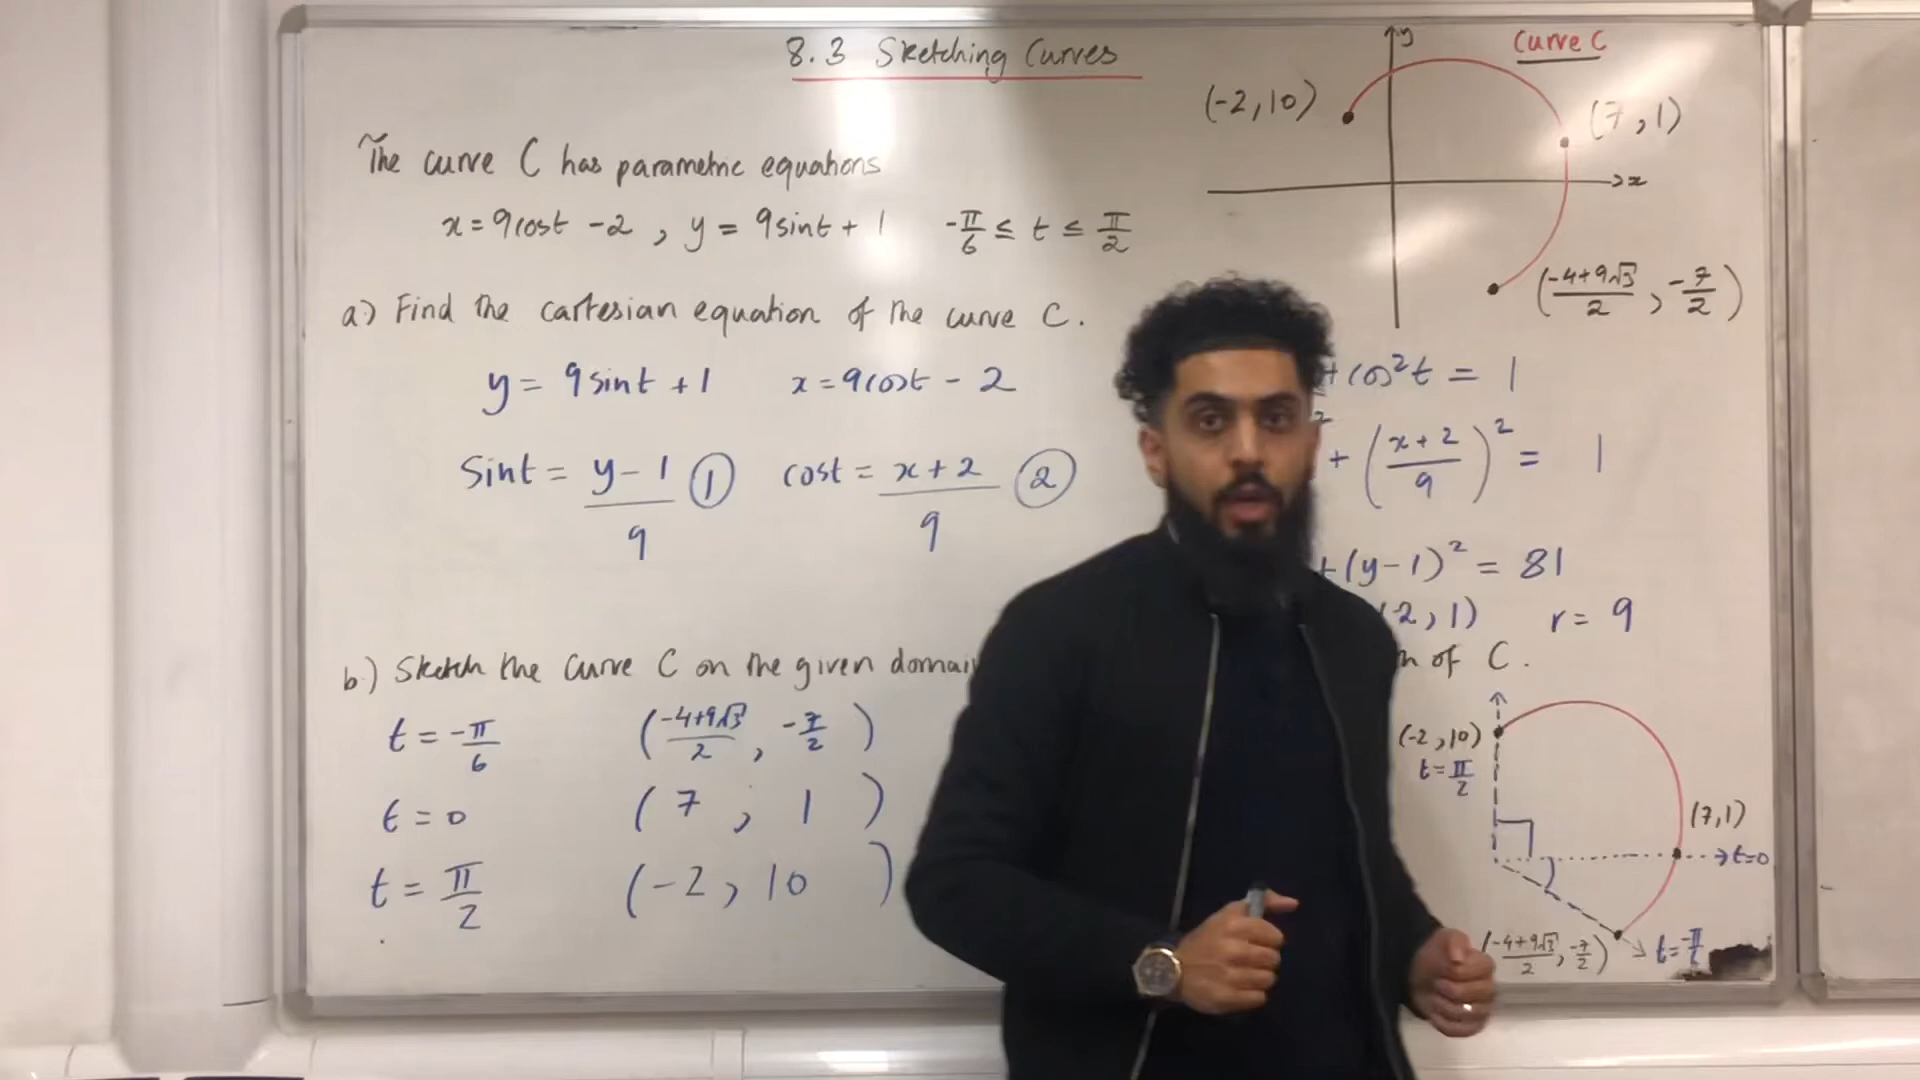 8.3 Sketching Curves
The curve C has parametric equations
x = 9cost - 2 , y = 9sint + 1 -π/6 ≤ t ≤ π/2
a.) Find the cartesian equation of the curve C.
y = 9sint + 1 x = 9cost - 2
Sint = y-1/9 ① cost = x+2/9 ②
b.) Sketch the curve C on the given domain
t = -π/6 (-4+9√3/2 , -7/2)
t = 0 (7 , 1)
t = π/2 (-2 , 10)
y
Curve C
(-2,10)
(7,1)
x
(-4+9√3/2 , -7/2)
+ cos²t = 1
² + (x+2/9)² = 1
+ (y-1)² = 81
2,1) r = 9
of C.
(-2,10)
t = π/2
(7,1)
t=0
(-4+9√3/2 , -7/2) t = -π/